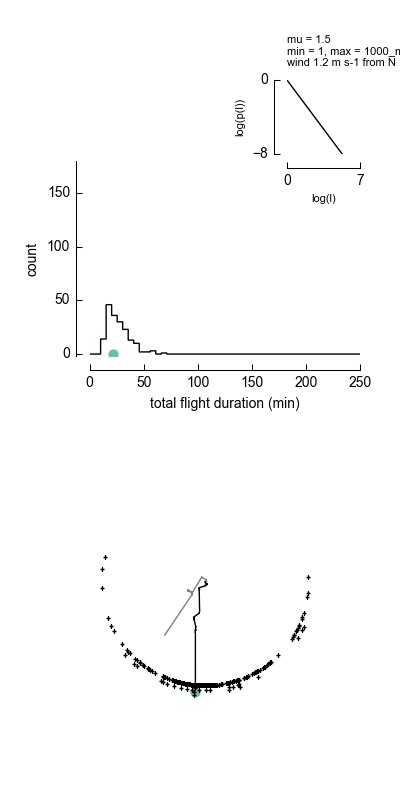 mu = 1.5
min = 1, max = 1000_m
wind 1.2 m s-1 from N
0
log(p(l))
−8
0 7
log(l)
150
100
count
50
0
0 50 100 150 200 250
total flight duration (min)